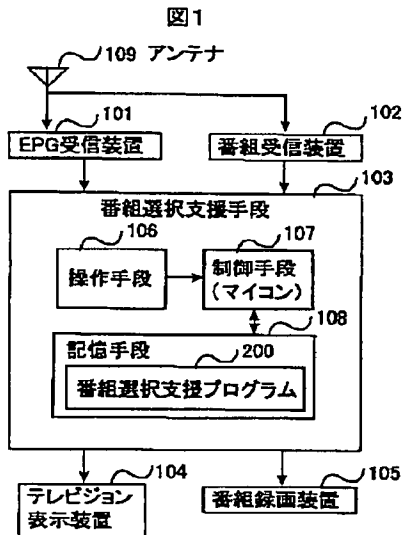 図1
109 アンテナ
101
102
EPG受信装置
番組受信装置
103
番組選択支援手段
106
107
操作手段
制御手段
(マイコン)
108
記憶手段
200
番組選択支援プログラム
104
105
テレビジョン
表示装置
番組録画装置